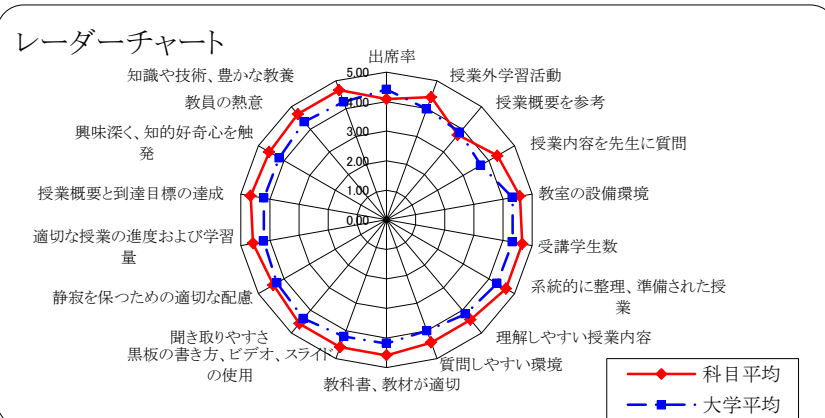 レーダーチャート
出席率
授業外学習活動
授業概要を参考
授業内容を先生に質問
教室の設備環境
受講学生数
系統的に整理、準備された授
業
理解しやすい授業内容
質問しやすい環境
教科書、教材が適切
黒板の書き方、ビデオ、スライド
の使用
聞き取りやすさ
静寂を保つための適切な配慮
適切な授業の進度および学習
量
授業概要と到達目標の達成
興味深く、知的好奇心を触
発
教員の熱意
知識や技術、豊かな教養
5.00
4.00
3.00
2.00
1.00
0.00
科目平均
大学平均